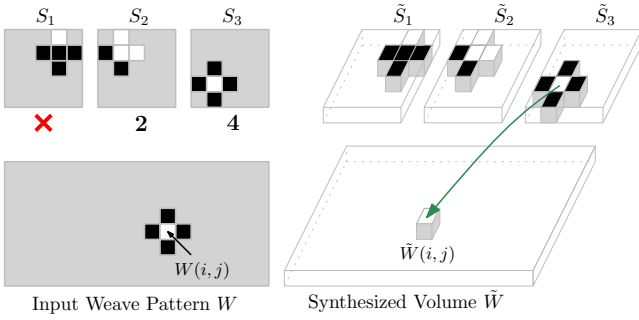 S₁ S₂ S₃ S̃₁ S̃₂ S̃₃
2 4
W(i, j)
W̃(i, j)
Input Weave Pattern W
Synthesized Volume W̃